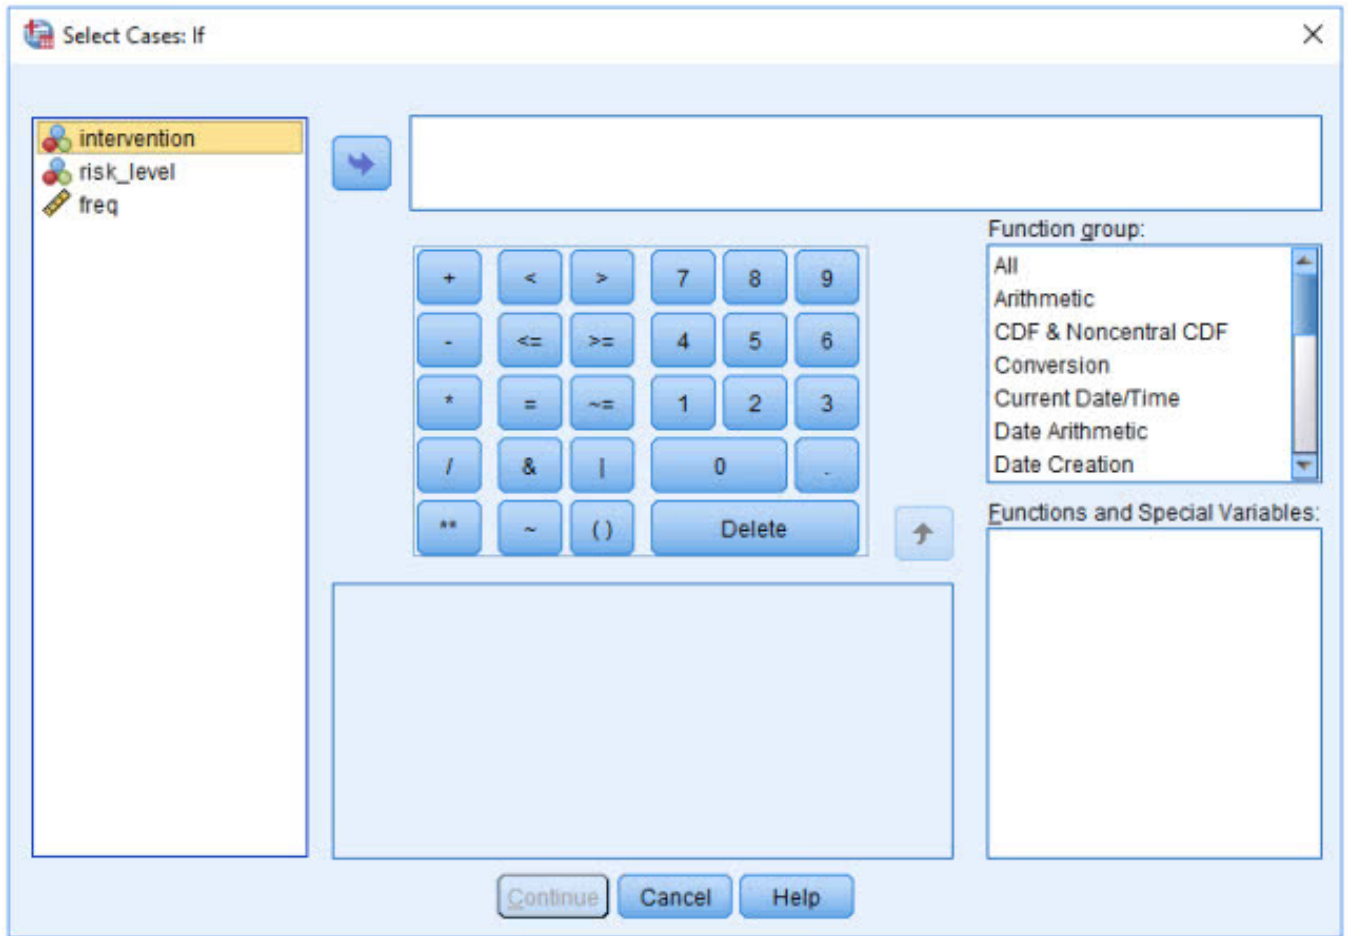 Select Cases: If
intervention
risk_level
freq
Function group:
All
Arithmetic
CDF & Noncentral CDF
Conversion
Current Date/Time
Date Arithmetic
Date Creation
+ < > 7 8 9
- <= >= 4 5 6
* = ~= 1 2 3
/ & | 0 .
** ~ ( ) Delete
Functions and Special Variables:
Continue Cancel Help